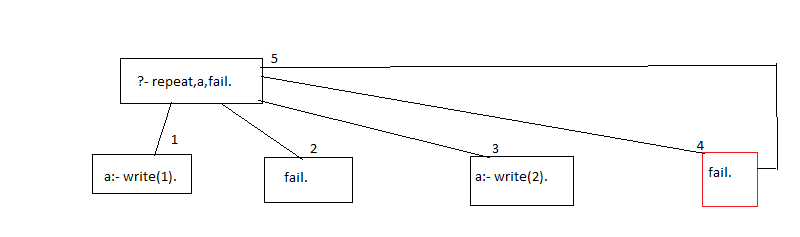 5
?- repeat,a,fail.
1
2
3
4
a:- write(1).
fail.
a:- write(2).
fail.